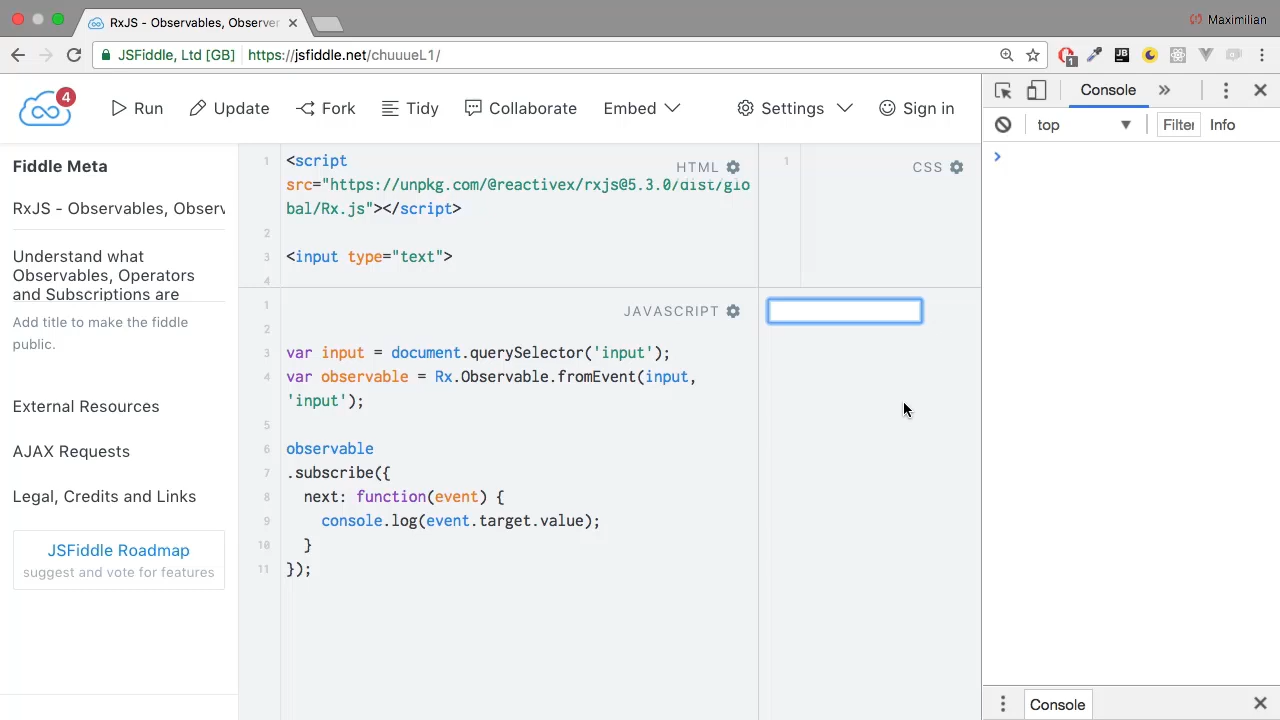 RxJS - Observables, Observer
Maximilian
JSFiddle, Ltd [GB] https://jsfiddle.net/chuuueL1/
1
JB
4
Run Update Fork Tidy Collaborate Embed Settings Sign in
Console »
top Filter Info
Fiddle Meta
RxJS - Observables, Observ
Understand what
Observables, Operators
and Subscriptions are
Add title to make the fiddle
public.
External Resources
AJAX Requests
Legal, Credits and Links
JSFiddle Roadmap
suggest and vote for features
HTML
1 <script
src="https://unpkg.com/@reactivex/rxjs@5.3.0/dist/glo
bal/Rx.js"></script>
2
3 <input type="text">
4
CSS
1
JAVASCRIPT
1
2
3 var input = document.querySelector('input');
4 var observable = Rx.Observable.fromEvent(input,
'input');
5
6 observable
7 .subscribe({
8 next: function(event) {
9 console.log(event.target.value);
10 }
11 });
Console